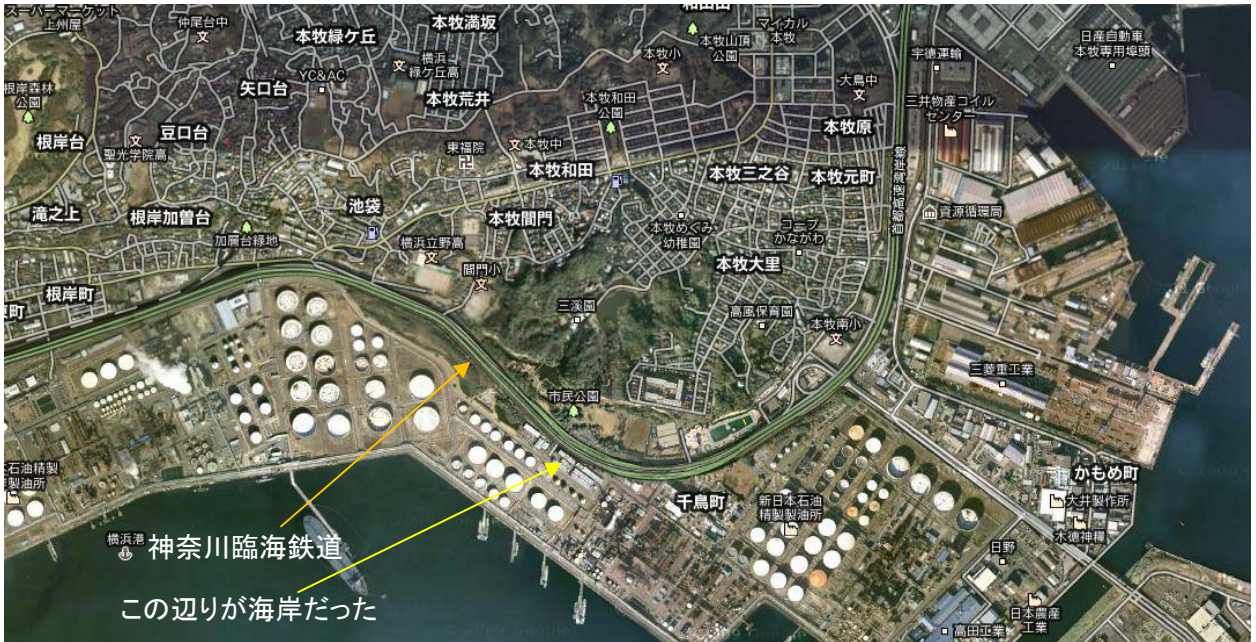 スーパーマーケット
上州屋
仲尾台中
本牧満坂
本牧緑ケ丘
本牧山頂
公園
マイカル
本牧
日産自動車
本牧専用埠頭
YC&AC
横浜
緑ケ丘高
本牧小
宇徳運輸
大鳥中
根岸森林
公園
矢口台
本牧荒井
本牧和田
公園
三井物産コイル
センター
豆口台
本牧原
根岸台
聖光学院高
東福院
本牧中
本牧和田
本牧三之谷
本牧元町
首都高速湾岸線
滝之上
根岸加曽台
池袋
本牧間門
資源循環局
加曽台緑地
横浜立野高
本牧めぐみ
幼稚園
コープ
かながわ
間門小
本牧大里
根岸町
三溪園
高風保育園
本牧南小
三菱重工業
市民公園
石油精製
製油所
千鳥町
新日本石油
精製製油所
かもめ町
大井製作所
木徳神糧
横浜港
神奈川臨海鉄道
日野
この辺りが海岸だった
日本農産
工業
高田工業